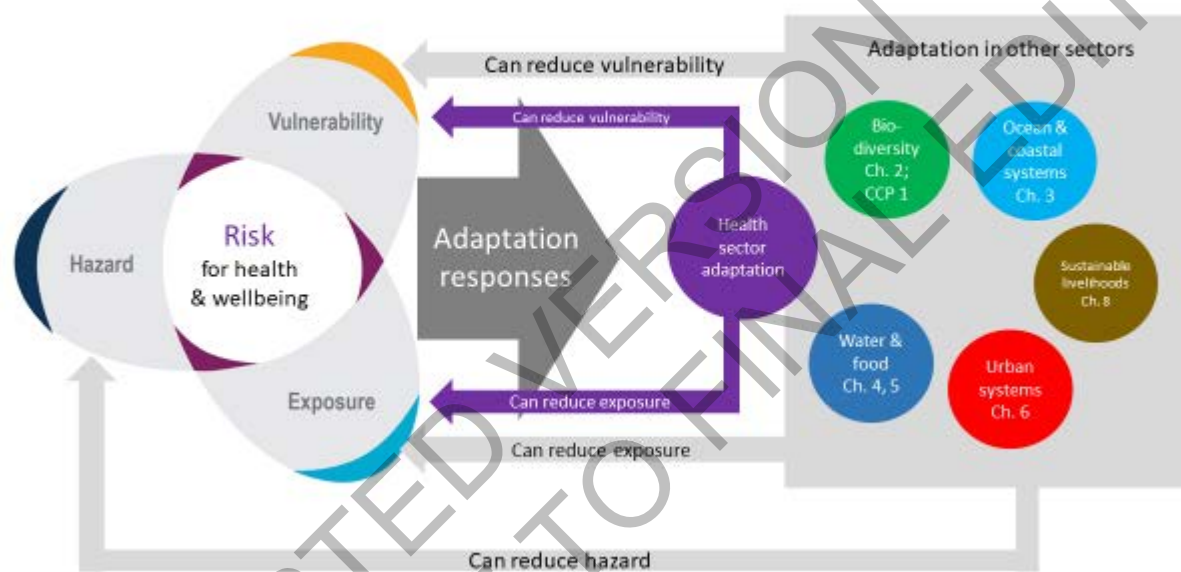 Adaptation in other sectors
Can reduce vulnerability
Can reduce vulnerability
Vulnerability
Hazard
Risk
for health
& wellbeing
Exposure
Adaptation
responses
Health
sector
adaptation
Bio-
diversity
Ch. 2;
CCP 1
Ocean &
coastal
systems
Ch. 3
Sustainable
livelihoods
Ch. 8
Water &
food
Ch. 4, 5
Urban
systems
Ch. 6
Can reduce exposure
Can reduce exposure
Can reduce hazard
TED VERSION
TO FINAL EDIT